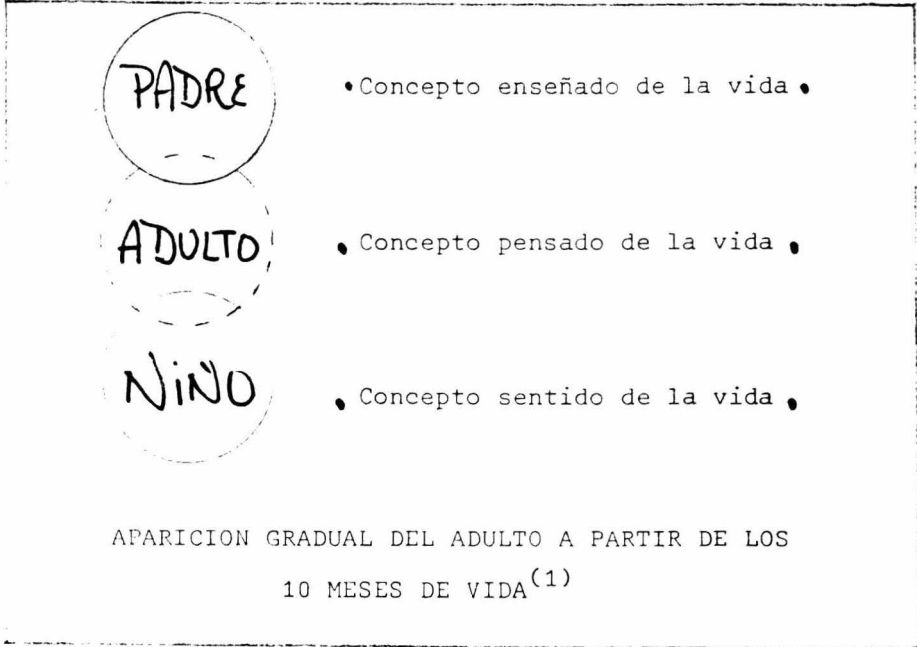 PADRE
•Concepto enseñado de la vida•
ADULTO
•Concepto pensado de la vida•
NiÑO
•Concepto sentido de la vida•
APARICION GRADUAL DEL ADULTO A PARTIR DE LOS
10 MESES DE VIDA(1)